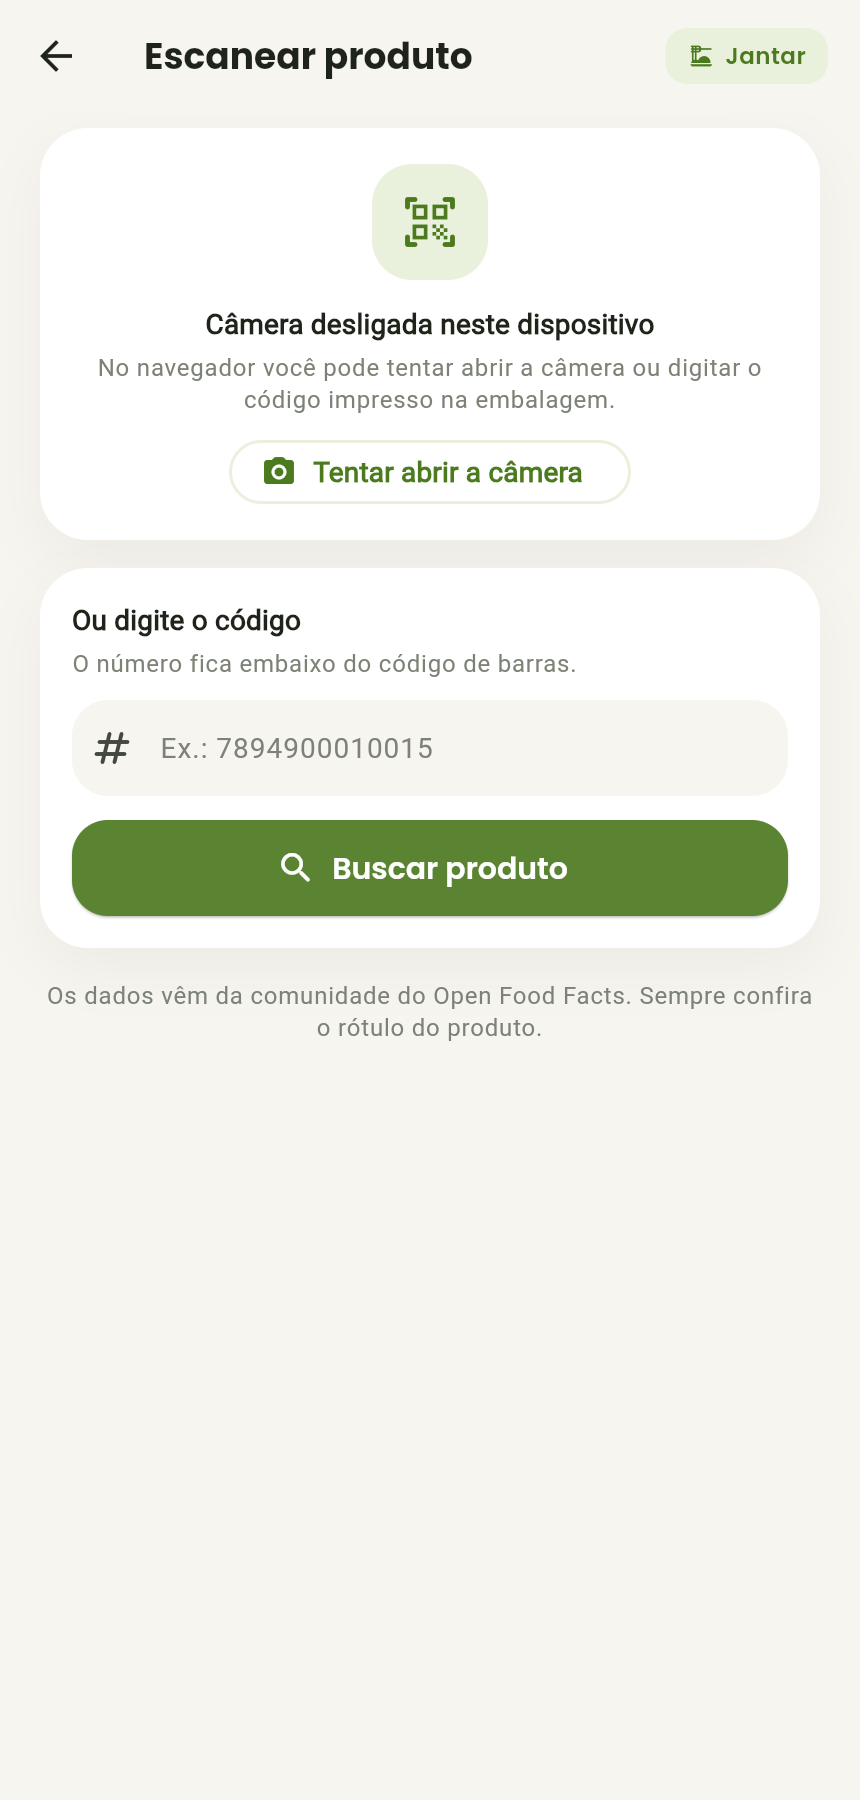 Escanear produto
Jantar
Câmera desligada neste dispositivo
No navegador você pode tentar abrir a câmera ou digitar o
código impresso na embalagem.
Tentar abrir a câmera
Ou digite o código
O número fica embaixo do código de barras.
Ex.: 7894900010015
Buscar produto
Os dados vêm da comunidade do Open Food Facts. Sempre confira
o rótulo do produto.